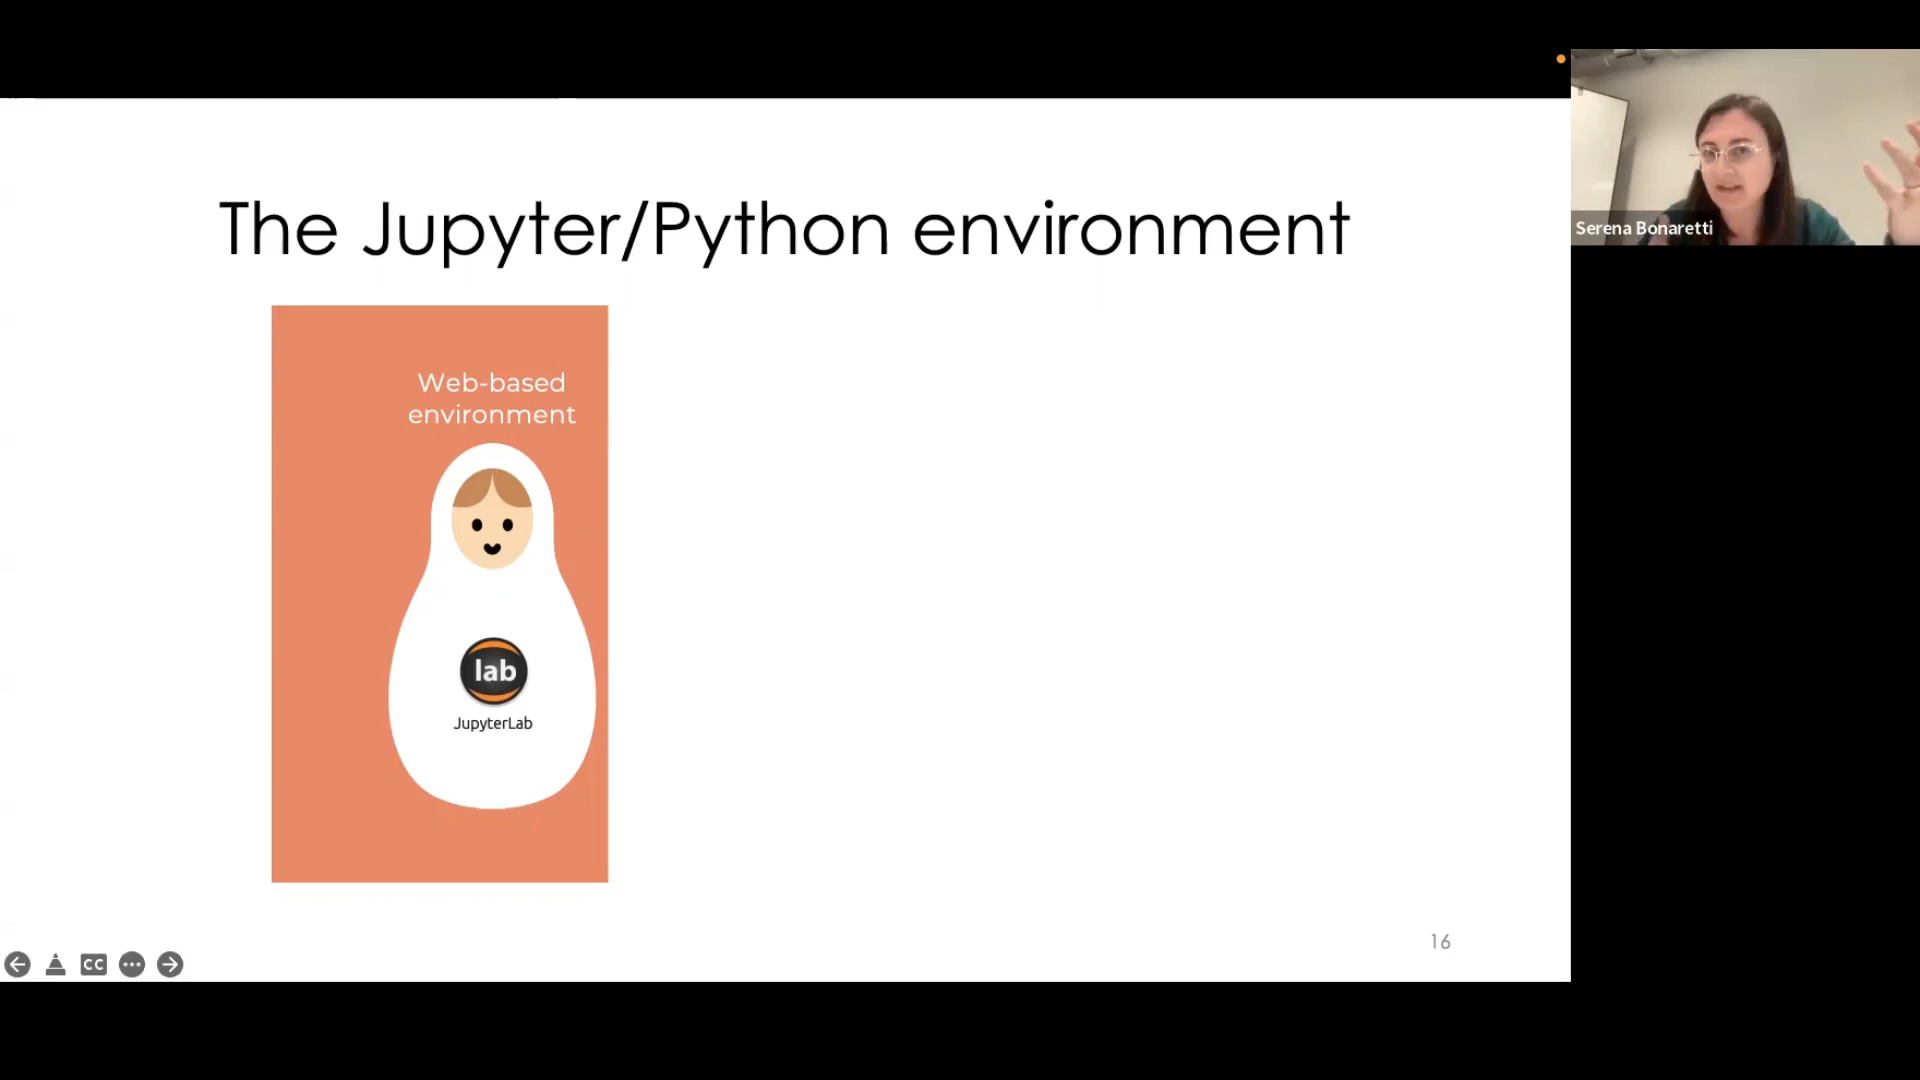 The Jupyter/Python environment
Web-based
environment
lab
JupyterLab
16
CC
Serena Bonaretti